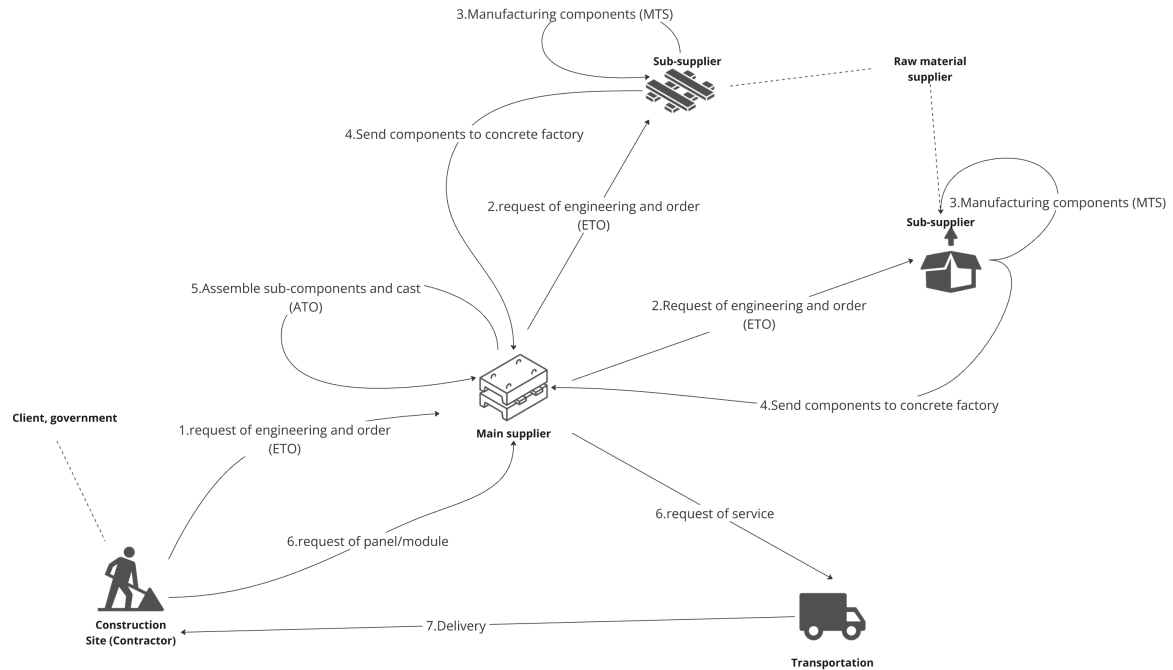 3.Manufacturing components (MTS)
Sub-supplier
Raw material
supplier
4.Send components to concrete factory
2.request of engineering and order
(ETO)
3.Manufacturing components (MTS)
Sub-supplier
5.Assemble sub-components and cast
(ATO)
2.Request of engineering and order
(ETO)
4.Send components to concrete factory
Client, government
1.request of engineering and order
(ETO)
Main supplier
6.request of service
6.request of panel/module
Construction
Site (Contractor)
7.Delivery
Transportation